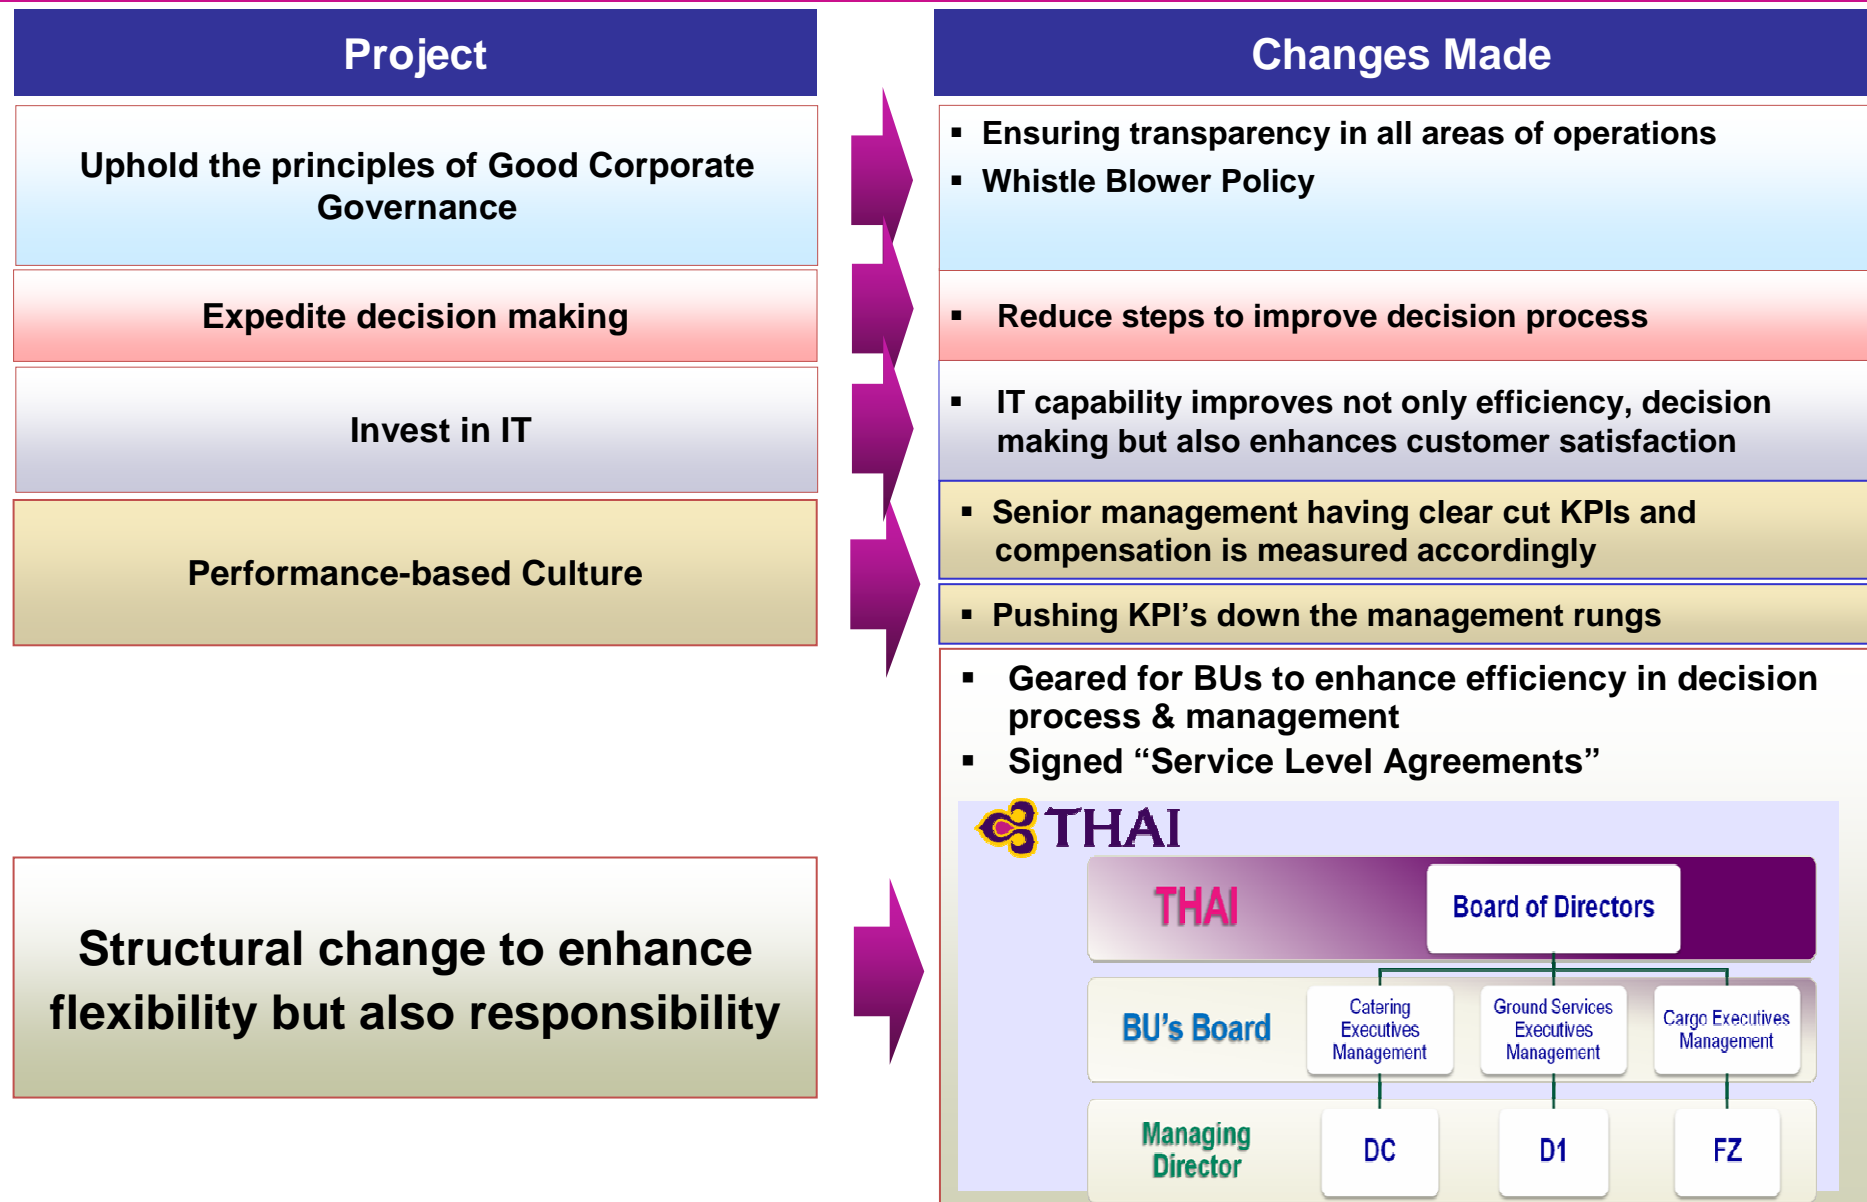 Project
Changes Made
Uphold the principles of Good Corporate
Governance
▪ Ensuring transparency in all areas of operations
▪ Whistle Blower Policy
Expedite decision making
▪ Reduce steps to improve decision process
Invest in IT
▪ IT capability improves not only efficiency, decision
making but also enhances customer satisfaction
Performance-based Culture
▪ Senior management having clear cut KPIs and
compensation is measured accordingly
▪ Pushing KPI’s down the management rungs
Structural change to enhance
flexibility but also responsibility
▪ Geared for BUs to enhance efficiency in decision
process & management
▪ Signed “Service Level Agreements”
THAI
THAI
Board of Directors
BU's Board
Catering
Executives
Management
Ground Services
Executives
Management
Cargo Executives
Management
Managing
Director
DC
D1
FZ